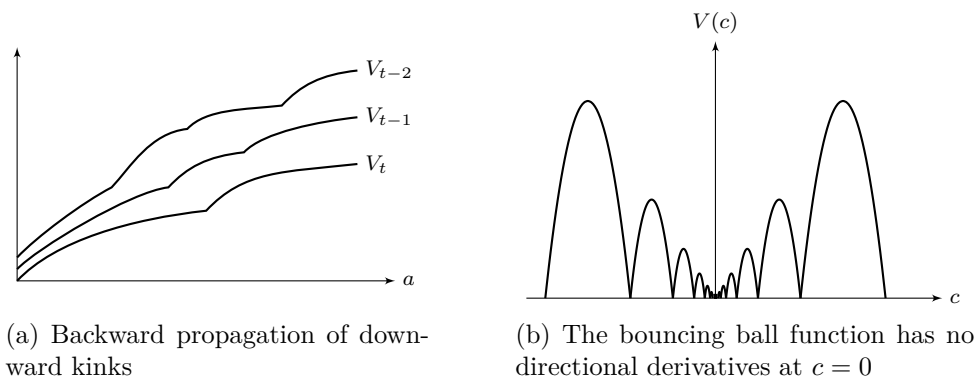 V(c)
V_{t−2}
V_{t−1}
V_t
a
c
(a) Backward propagation of down-
ward kinks
(b) The bouncing ball function has no
directional derivatives at c = 0